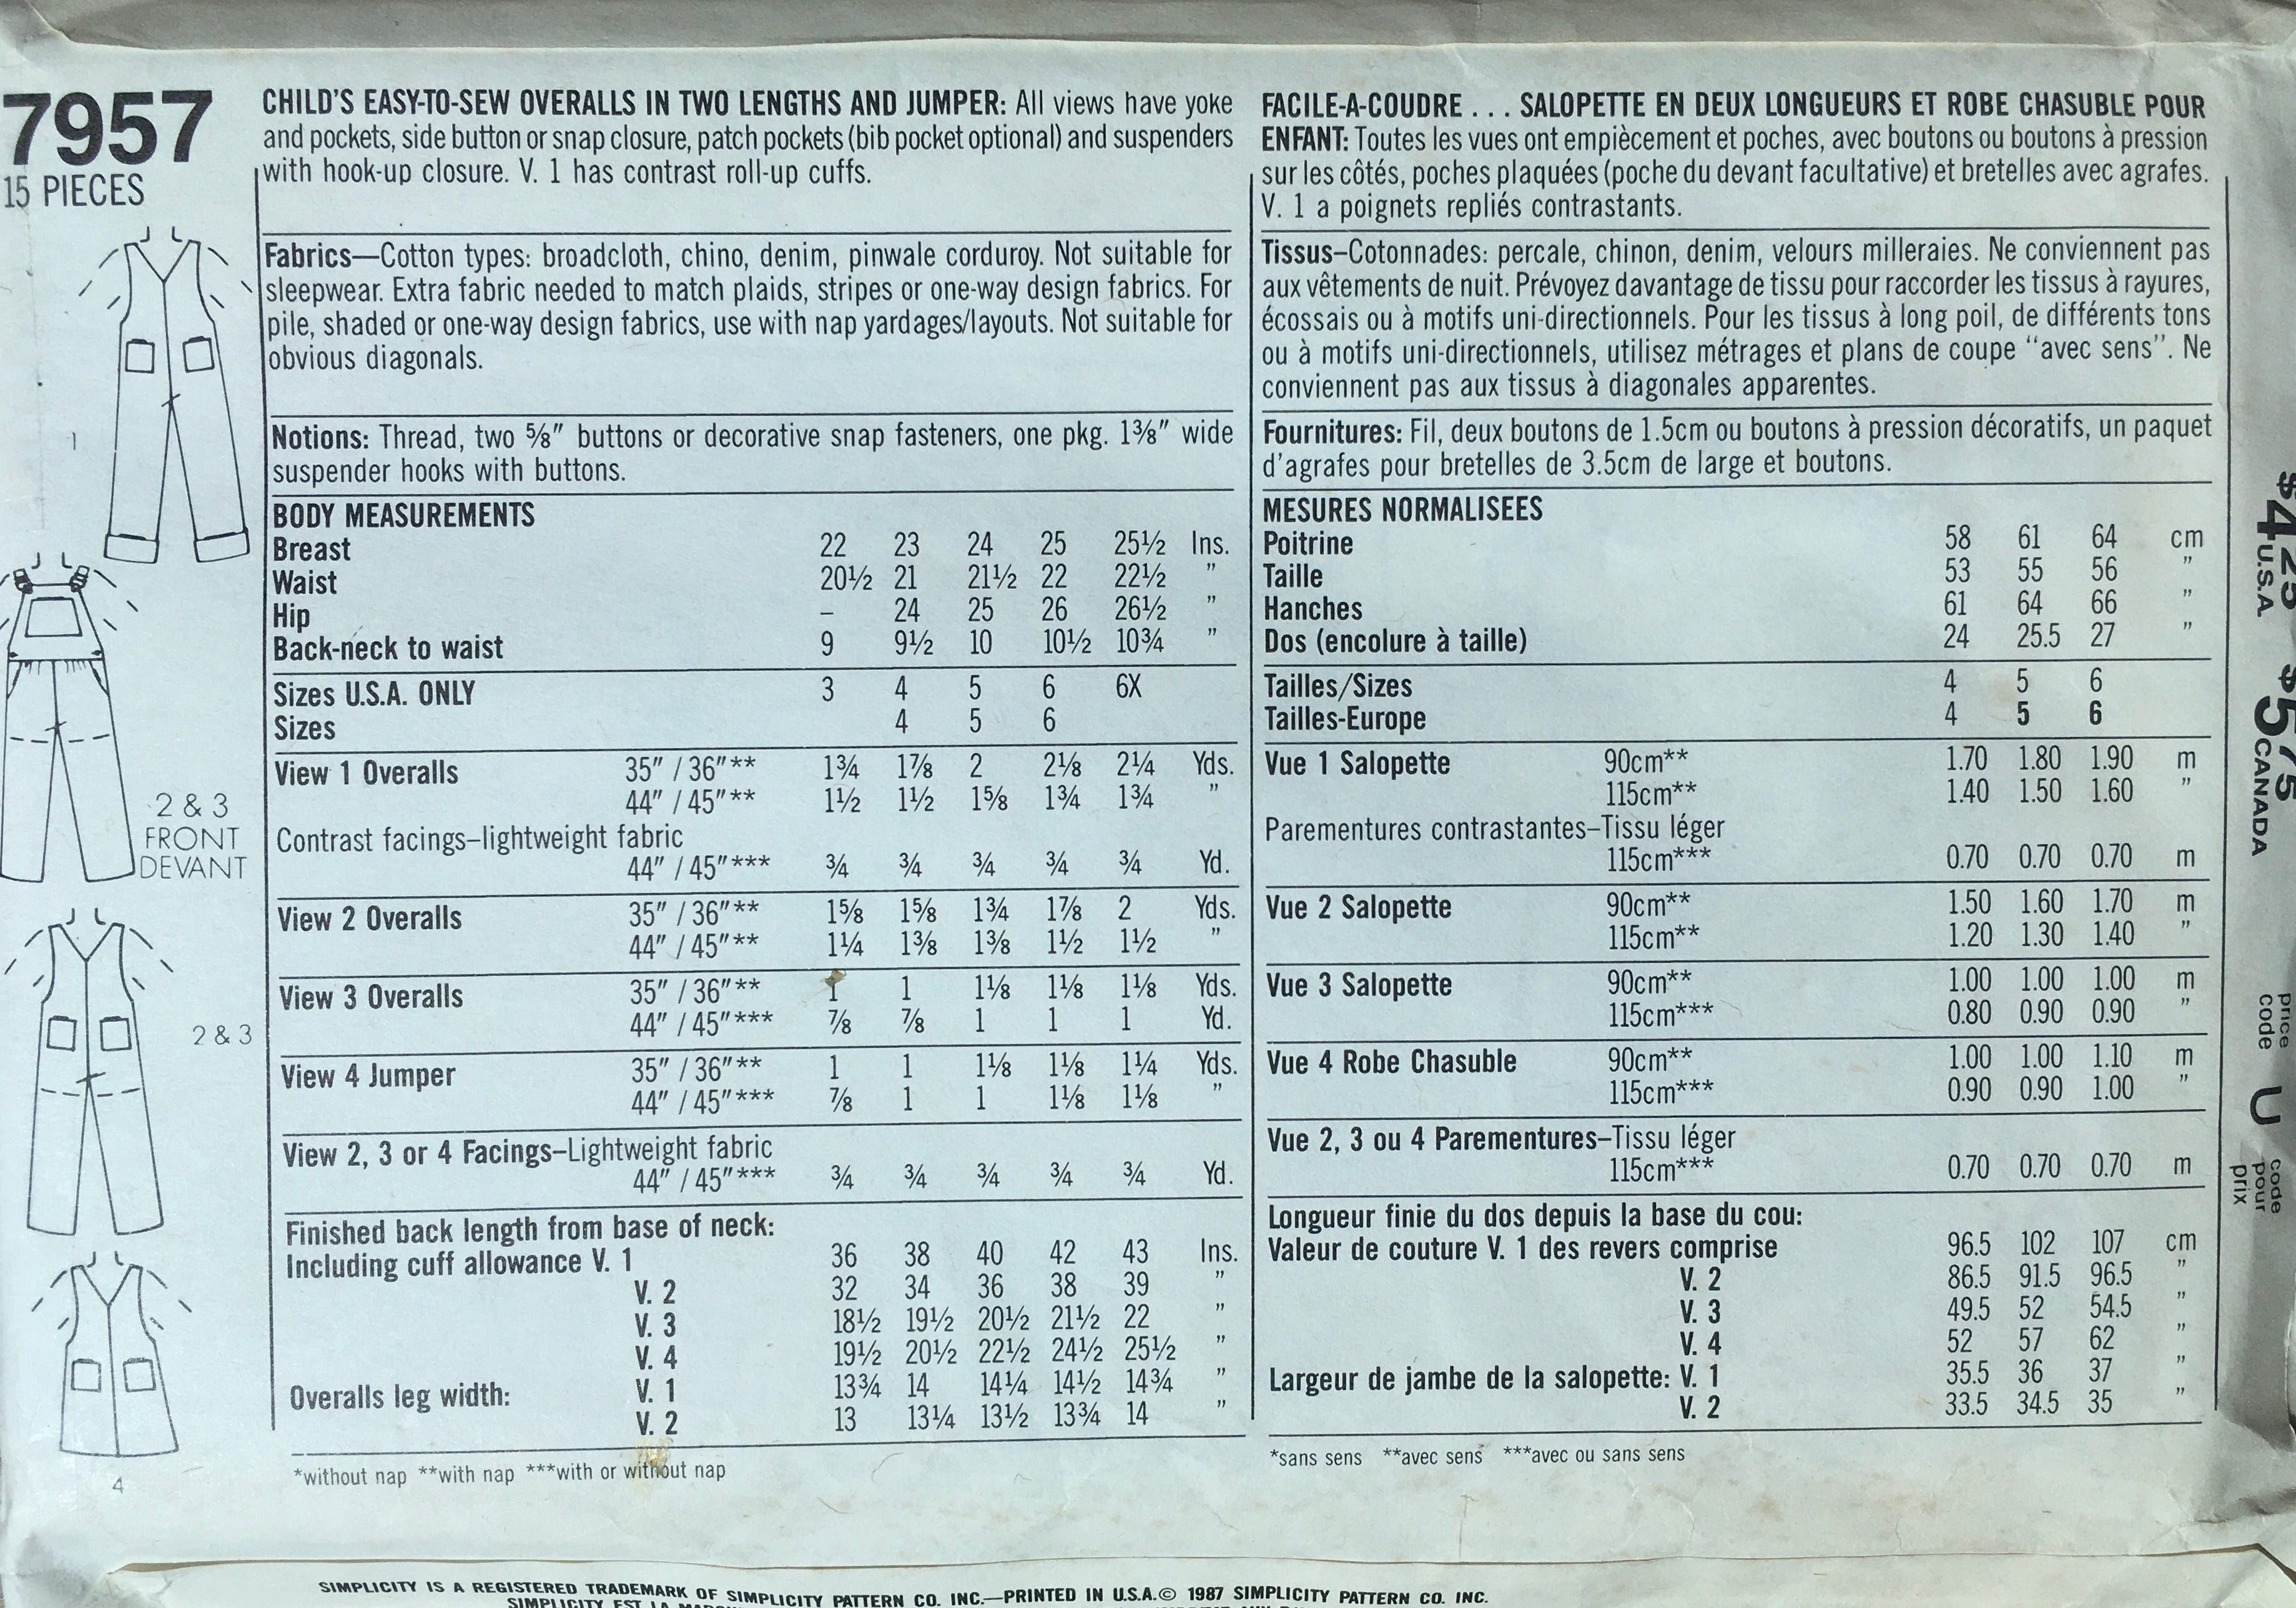 7957
15 PIECES
1
2 & 3
FRONT
DEVANT
2 & 3
4
CHILD'S EASY-TO-SEW OVERALLS IN TWO LENGTHS AND JUMPER: All views have yoke
and pockets, side button or snap closure, patch pockets (bib pocket optional) and suspenders
with hook-up closure. V. 1 has contrast roll-up cuffs.
Fabrics—Cotton types: broadcloth, chino, denim, pinwale corduroy. Not suitable for
sleepwear. Extra fabric needed to match plaids, stripes or one-way design fabrics. For
pile, shaded or one-way design fabrics, use with nap yardages/layouts. Not suitable for
obvious diagonals.
Notions: Thread, two 5/8" buttons or decorative snap fasteners, one pkg. 1 3/8" wide
suspender hooks with buttons.
BODY MEASUREMENTS
Breast 22 23 24 25 25½ Ins.
Waist 20½ 21 21½ 22 22½ "
Hip – 24 25 26 26½ "
Back-neck to waist 9 9½ 10 10½ 10¾ "
Sizes U.S.A. ONLY 3 4 5 6 6X
Sizes 4 5 6
View 1 Overalls 35" / 36"** 1¾ 1⅞ 2 2⅛ 2¼ Yds.
44" / 45"** 1½ 1½ 1⅝ 1¾ 1¾ "
Contrast facings–lightweight fabric
44" / 45"*** ¾ ¾ ¾ ¾ ¾ Yd.
View 2 Overalls 35" / 36"** 1⅝ 1⅝ 1¾ 1⅞ 2 Yds.
44" / 45"** 1¼ 1⅜ 1⅜ 1½ 1½ "
View 3 Overalls 35" / 36"** 1 1 1⅛ 1⅛ 1⅛ Yds.
44" / 45"*** ⅞ ⅞ 1 1 1 Yd.
View 4 Jumper 35" / 36"** 1 1 1⅛ 1⅛ 1¼ Yds.
44" / 45"*** ⅞ 1 1 1⅛ 1⅛ "
View 2, 3 or 4 Facings–Lightweight fabric
44" / 45"*** ¾ ¾ ¾ ¾ ¾ Yd.
Finished back length from base of neck:
Including cuff allowance V. 1 36 38 40 42 43 Ins.
V. 2 32 34 36 38 39 "
V. 3 18½ 19½ 20½ 21½ 22 "
V. 4 19½ 20½ 22½ 24½ 25½ "
Overalls leg width: V. 1 13¾ 14 14¼ 14½ 14¾ "
V. 2 13 13¼ 13½ 13¾ 14 "
*without nap **with nap ***with or without nap
FACILE-A-COUDRE . . . SALOPETTE EN DEUX LONGUEURS ET ROBE CHASUBLE POUR
ENFANT: Toutes les vues ont empiècement et poches, avec boutons ou boutons à pression
sur les côtés, poches plaquées (poche du devant facultative) et bretelles avec agrafes.
V. 1 a poignets repliés contrastants.
Tissus–Cotonnades: percale, chinon, denim, velours milleraies. Ne conviennent pas
aux vêtements de nuit. Prévoyez davantage de tissu pour raccorder les tissus à rayures,
écossais ou à motifs uni-directionnels. Pour les tissus à long poil, de différents tons
ou à motifs uni-directionnels, utilisez métrages et plans de coupe "avec sens". Ne
conviennent pas aux tissus à diagonales apparentes.
Fournitures: Fil, deux boutons de 1.5cm ou boutons à pression décoratifs, un paquet
d'agrafes pour bretelles de 3.5cm de large et boutons.
MESURES NORMALISEES
Poitrine 58 61 64 cm
Taille 53 55 56 "
Hanches 61 64 66 "
Dos (encolure à taille) 24 25.5 27 "
Tailles/Sizes 4 5 6
Tailles-Europe 4 5 6
Vue 1 Salopette 90cm** 1.70 1.80 1.90 m
115cm** 1.40 1.50 1.60 "
Parementures contrastantes–Tissu léger
115cm*** 0.70 0.70 0.70 m
Vue 2 Salopette 90cm** 1.50 1.60 1.70 m
115cm** 1.20 1.30 1.40 "
Vue 3 Salopette 90cm** 1.00 1.00 1.00 m
115cm*** 0.80 0.90 0.90 "
Vue 4 Robe Chasuble 90cm** 1.00 1.00 1.10 m
115cm*** 0.90 0.90 1.00 "
Vue 2, 3 ou 4 Parementures–Tissu léger
115cm*** 0.70 0.70 0.70 m
Longueur finie du dos depuis la base du cou:
Valeur de couture V. 1 des revers comprise 96.5 102 107 cm
V. 2 86.5 91.5 96.5 "
V. 3 49.5 52 54.5 "
V. 4 52 57 62 "
Largeur de jambe de la salopette: V. 1 35.5 36 37 "
V. 2 33.5 34.5 35 "
*sans sens **avec sens ***avec ou sans sens
$4.25
U.S.A.
$5.75
CANADA
price
code
U
code
pour
prix
SIMPLICITY IS A REGISTERED TRADEMARK OF SIMPLICITY PATTERN CO. INC.—PRINTED IN U.S.A.© 1987 SIMPLICITY PATTERN CO. INC.
SIMPLICITY EST LA